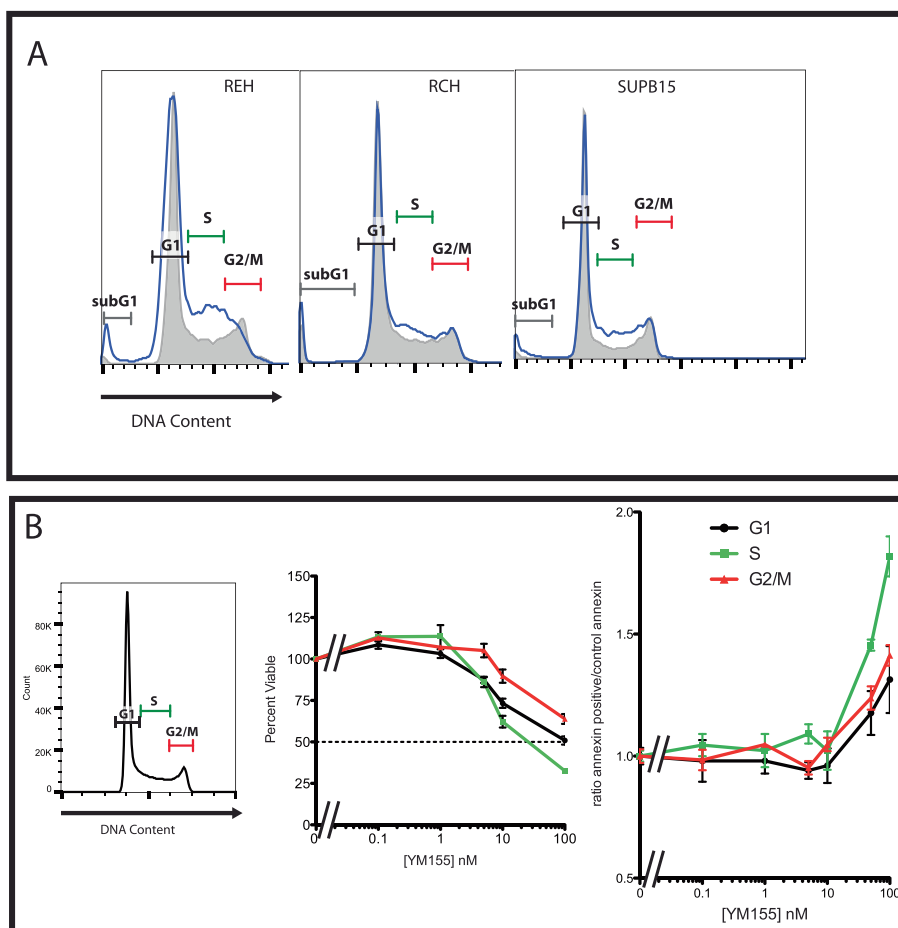 A
REH
RCH
SUPB15
subG1
G1
S
G2/M
subG1
G1
S
G2/M
subG1
G1
S
G2/M
DNA Content
B
Count
80K
60K
40K
20K
0
G1
S
G2/M
DNA Content
Percent Viable
150
125
100
75
50
25
0
0 0.1 1 10 100
[YM155] nM
ratio annexin positive/control annexin
2.0
1.5
1.0
0.5
G1
S
G2/M
0 0.1 1 10 100
[YM155] nM